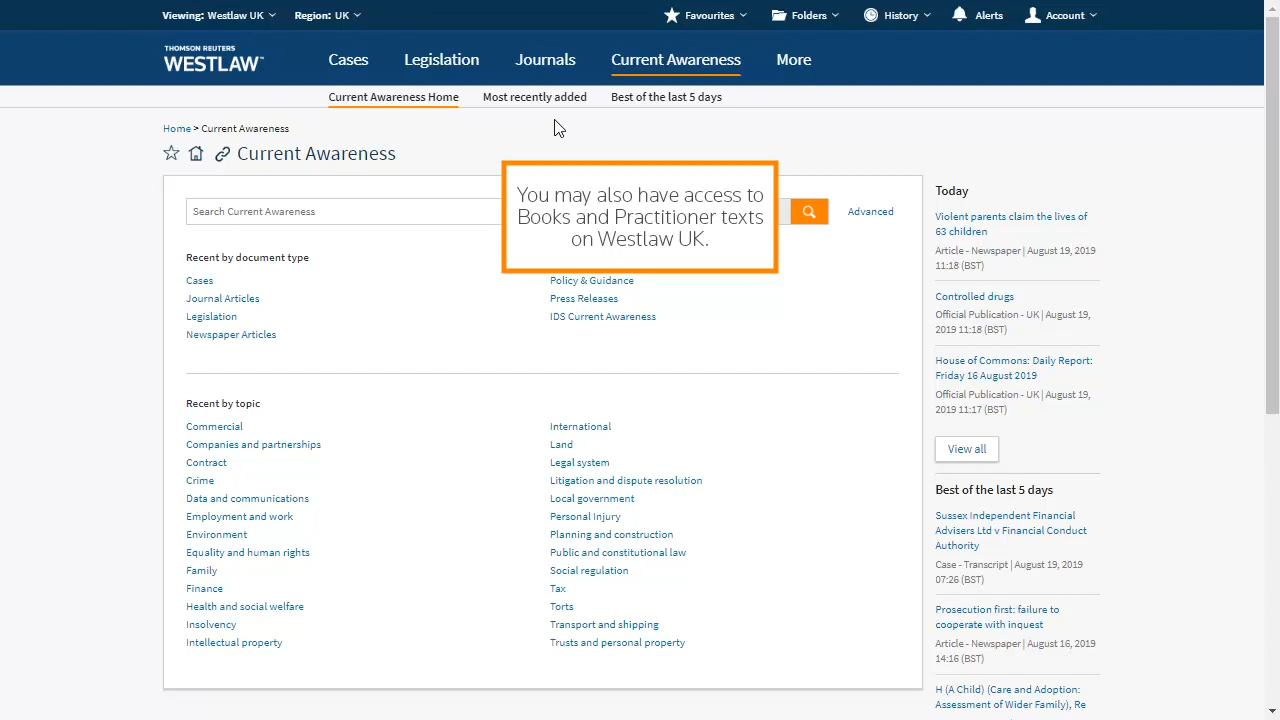 Viewing: Westlaw UK
Region: UK
Favourites
Folders
History
Alerts
Account
THOMSON REUTERS
WESTLAW™
Cases
Legislation
Journals
Current Awareness
More
Current Awareness Home
Most recently added
Best of the last 5 days
Home > Current Awareness
Current Awareness
You may also have access to
Books and Practitioner texts
on Westlaw UK.
Search Current Awareness
Advanced
Recent by document type
Cases
Journal Articles
Legislation
Newspaper Articles
Policy & Guidance
Press Releases
IDS Current Awareness
Recent by topic
Commercial
Companies and partnerships
Contract
Crime
Data and communications
Employment and work
Environment
Equality and human rights
Family
Finance
Health and social welfare
Insolvency
Intellectual property
International
Land
Legal system
Litigation and dispute resolution
Local government
Personal Injury
Planning and construction
Public and constitutional law
Social regulation
Tax
Torts
Transport and shipping
Trusts and personal property
Today
Violent parents claim the lives of
63 children
Article - Newspaper | August 19, 2019
11:18 (BST)
Controlled drugs
Official Publication - UK | August 19,
2019 11:18 (BST)
House of Commons: Daily Report:
Friday 16 August 2019
Official Publication - UK | August 19,
2019 11:17 (BST)
View all
Best of the last 5 days
Sussex Independent Financial
Advisers Ltd v Financial Conduct
Authority
Case - Transcript | August 19, 2019
07:26 (BST)
Prosecution first: failure to
cooperate with inquest
Article - Newspaper | August 16, 2019
14:16 (BST)
H (A Child) (Care and Adoption:
Assessment of Wider Family), Re